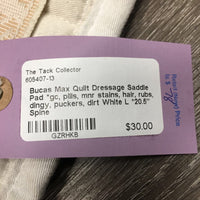 The Tack Collector
605407-13
Bucas Max Quilt Dressage Saddle
Pad *gc, pills, mnr stains, hair, rubs,
dingy, puckers, dirt White L *20.5"
Spine
$30.00
GZRHKB